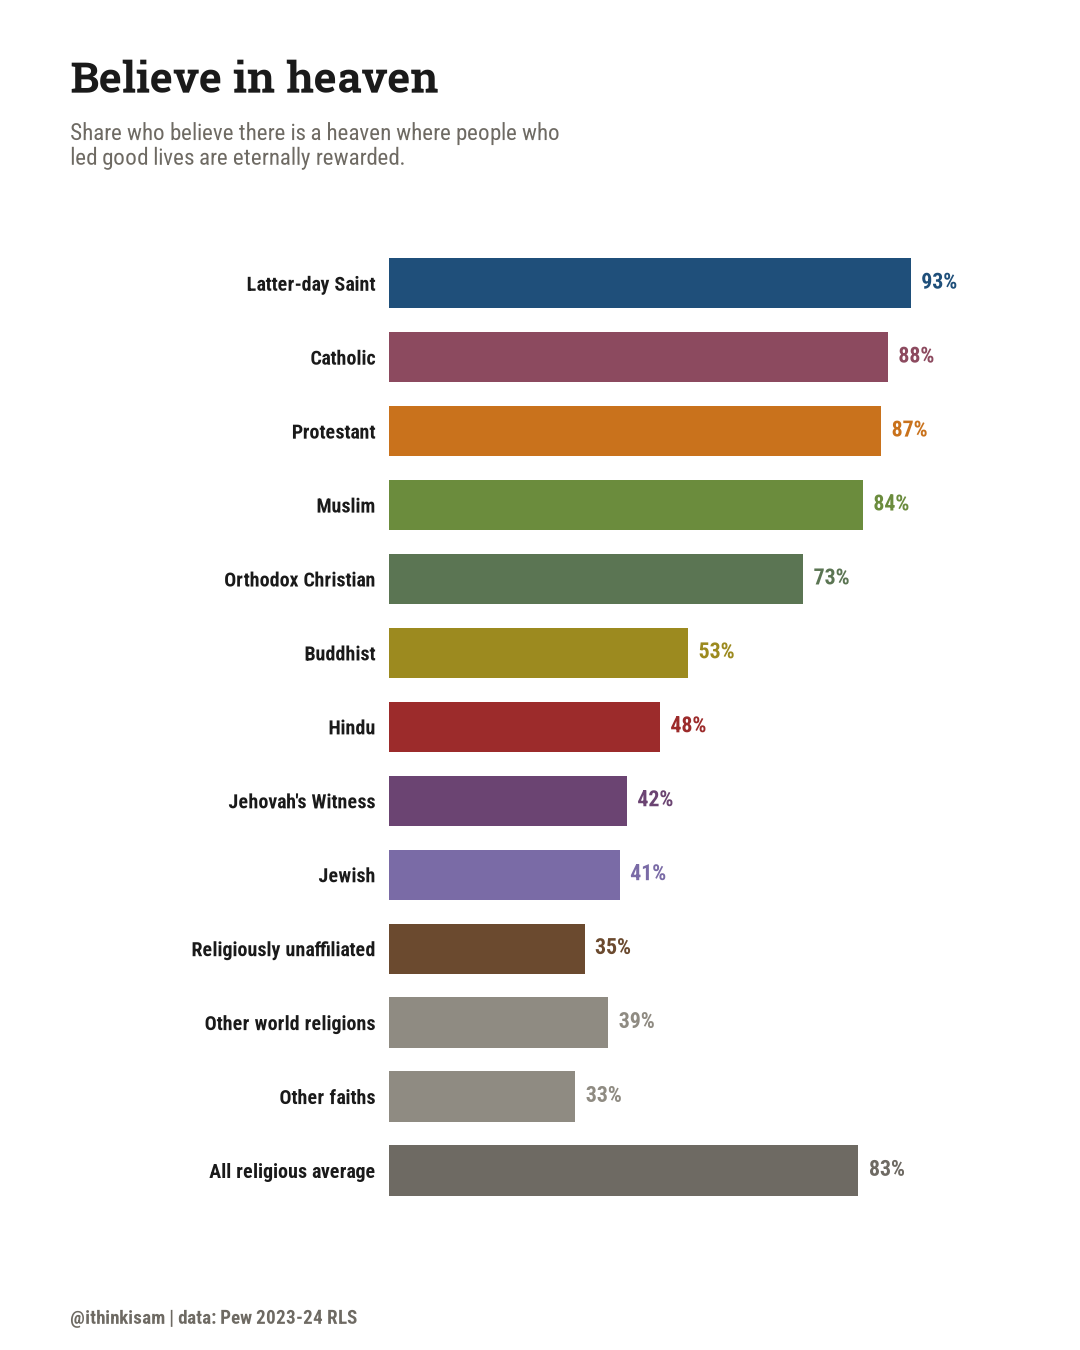 Believe in heaven
Share who believe there is a heaven where people who
led good lives are eternally rewarded.
Latter-day Saint 93%
Catholic 88%
Protestant 87%
Muslim 84%
Orthodox Christian 73%
Buddhist 53%
Hindu 48%
Jehovah's Witness 42%
Jewish 41%
Religiously unaffiliated 35%
Other world religions 39%
Other faiths 33%
All religious average 83%
@ithinkisam | data: Pew 2023-24 RLS